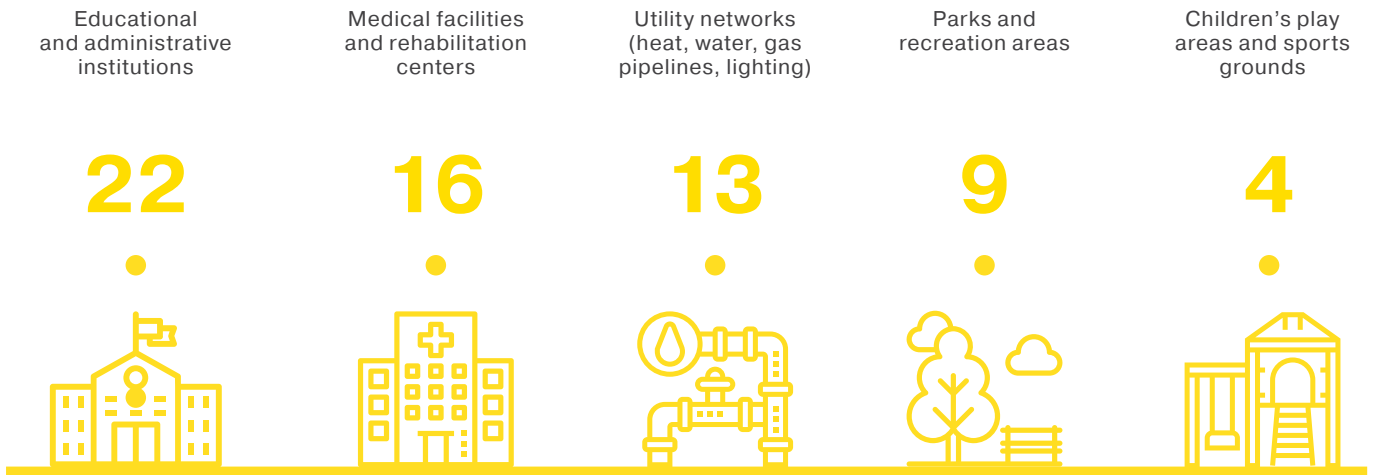 Educational
and administrative
institutions
Medical facilities
and rehabilitation
centers
Utility networks
(heat, water, gas
pipelines, lighting)
Parks and
recreation areas
Children’s play
areas and sports
grounds
22
16
13
9
4